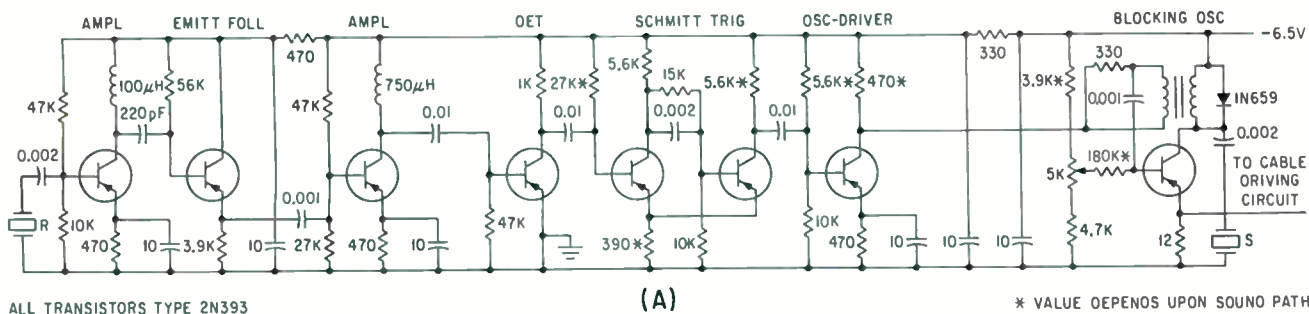 AMPL
EMITT FOLL
AMPL
OET
SCHMITT TRIG
OSC-DRIVER
BLOCKING OSC
-6.5V
470
330
330
100µH
56K
750µH
1K
27K*
5.6K
15K
5.6K*
5.6K*
470*
3.9K*
0.001
IN659
47K
220pF
47K
0.01
0.01
0.002
0.01
0.002
0.002
5K
180K*
TO CABLE
DRIVING
CIRCUIT
R
10K
470
10
3.9K
10
0.001
27K
470
10
47K
390*
10K
10K
470
10
10
10
4.7K
12
S
ALL TRANSISTORS TYPE 2N393
(A)
* VALUE OEPENOS UPON SOUNO PATH